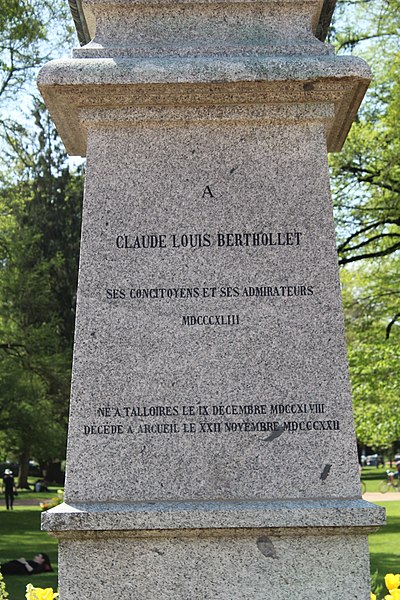 A
CLAUDE LOUIS BERTHOLLET
SES CONCITOYENS ET SES ADMIRATEURS
MDCCCXLIII
NÉ A TALLOIRES LE IX DECEMBRE MDCCXLVIII
DÉCÉDÉ A ARCUEIL LE XXII NOVEMBRE MDCCCXXII